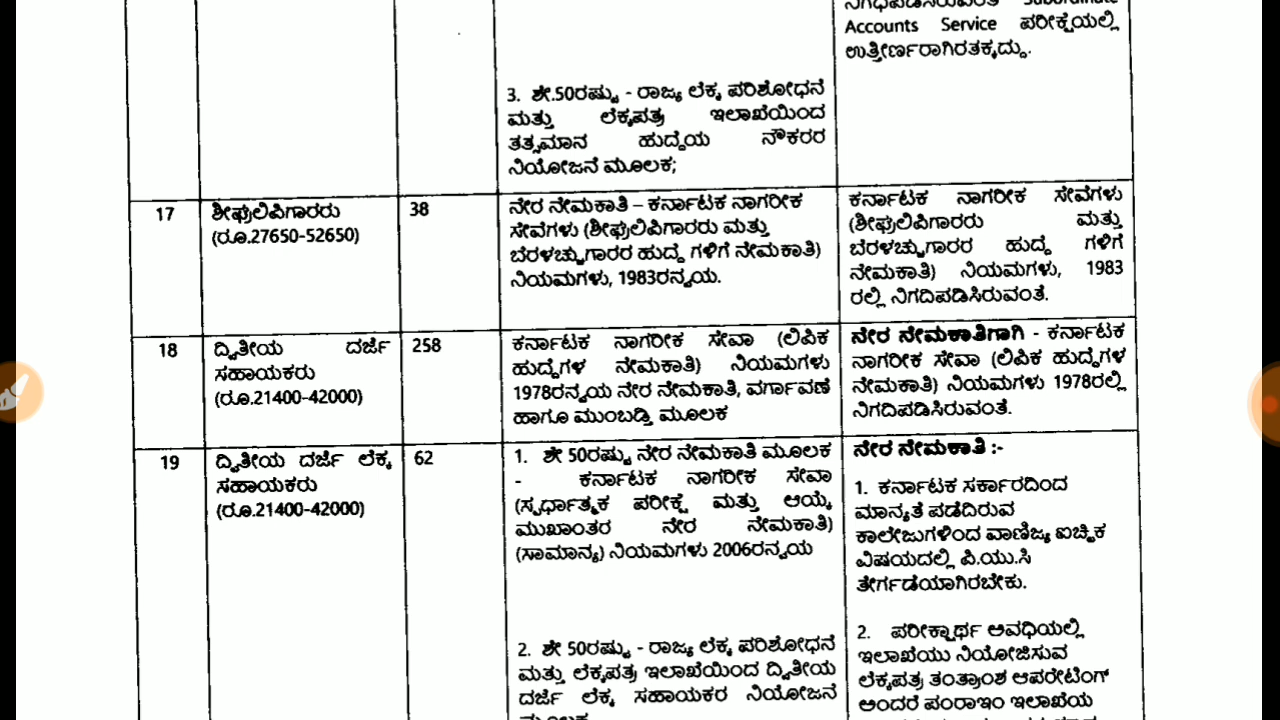 ನಿಗಧಿಪಡಿಸಿರುವಂತೆ Subordinate
Accounts Service ಪರೀಕ್ಷೆಯಲ್ಲಿ
ಉತ್ತೀರ್ಣರಾಗಿರತಕ್ಕದ್ದು.
3. ಶೇ.50ರಷ್ಟು - ರಾಜ್ಯ ಲೆಕ್ಕ ಪರಿಶೋಧನೆ
ಮತ್ತು ಲೆಕ್ಕಪತ್ರ ಇಲಾಖೆಯಿಂದ
ತತ್ಸಮಾನ ಹುದ್ದೆಯ ನೌಕರರ
ನಿಯೋಜನೆ ಮೂಲಕ;
17
ಶೀಘ್ರಲಿಪಿಗಾರರು
(ರೂ.27650-52650)
38
ನೇರ ನೇಮಕಾತಿ – ಕರ್ನಾಟಕ ನಾಗರೀಕ
ಸೇವೆಗಳು (ಶೀಘ್ರಲಿಪಿಗಾರರು ಮತ್ತು
ಬೆರಳಚ್ಚುಗಾರರ ಹುದ್ದೆ ಗಳಿಗೆ ನೇಮಕಾತಿ)
ನಿಯಮಗಳು, 1983ರನ್ವಯ.
ಕರ್ನಾಟಕ ನಾಗರೀಕ ಸೇವೆಗಳು
(ಶೀಘ್ರಲಿಪಿಗಾರರು ಮತ್ತು
ಬೆರಳಚ್ಚುಗಾರರ ಹುದ್ದೆ ಗಳಿಗೆ
ನೇಮಕಾತಿ) ನಿಯಮಗಳು, 1983
ರಲ್ಲಿ ನಿಗದಿಪಡಿಸಿರುವಂತೆ.
18
ದ್ವಿತೀಯ ದರ್ಜೆ
ಸಹಾಯಕರು
(ರೂ.21400-42000)
258
ಕರ್ನಾಟಕ ನಾಗರೀಕ ಸೇವಾ (ಲಿಪಿಕ
ಹುದ್ದೆಗಳ ನೇಮಕಾತಿ) ನಿಯಮಗಳು
1978ರನ್ವಯ ನೇರ ನೇಮಕಾತಿ, ವರ್ಗಾವಣೆ
ಹಾಗೂ ಮುಂಬಡ್ತಿ ಮೂಲಕ
ನೇರ ನೇಮಕಾತಿಗಾಗಿ - ಕರ್ನಾಟಕ
ನಾಗರೀಕ ಸೇವಾ (ಲಿಪಿಕ ಹುದ್ದೆಗಳ
ನೇಮಕಾತಿ) ನಿಯಮಗಳು 1978ರಲ್ಲಿ
ನಿಗದಿಪಡಿಸಿರುವಂತೆ.
19
ದ್ವಿತೀಯ ದರ್ಜೆ ಲೆಕ್ಕ
ಸಹಾಯಕರು
(ರೂ.21400-42000)
62
1. ಶೇ 50ರಷ್ಟು ನೇರ ನೇಮಕಾತಿ ಮೂಲಕ
- ಕರ್ನಾಟಕ ನಾಗರೀಕ ಸೇವಾ
(ಸ್ಪರ್ಧಾತ್ಮಕ ಪರೀಕ್ಷೆ ಮತ್ತು ಆಯ್ಕೆ
ಮುಖಾಂತರ ನೇರ ನೇಮಕಾತಿ)
(ಸಾಮಾನ್ಯ) ನಿಯಮಗಳು 2006ರನ್ವಯ
2. ಶೇ 50ರಷ್ಟು - ರಾಜ್ಯ ಲೆಕ್ಕ ಪರಿಶೋಧನೆ
ಮತ್ತು ಲೆಕ್ಕಪತ್ರ ಇಲಾಖೆಯಿಂದ ದ್ವಿತೀಯ
ದರ್ಜೆ ಲೆಕ್ಕ ಸಹಾಯಕರ ನಿಯೋಜನೆ
ಮೂಲಕ
ನೇರ ನೇಮಕಾತಿ :-
1. ಕರ್ನಾಟಕ ಸರ್ಕಾರದಿಂದ
ಮಾನ್ಯತೆ ಪಡೆದಿರುವ
ಕಾಲೇಜುಗಳಿಂದ ವಾಣಿಜ್ಯ ಐಚ್ಛಿಕ
ವಿಷಯದಲ್ಲಿ ಪಿ.ಯು.ಸಿ
ತೇರ್ಗಡೆಯಾಗಿರಬೇಕು.
2. ಪರೀಕ್ಷಾರ್ಥ ಅವಧಿಯಲ್ಲಿ
ಇಲಾಖೆಯು ನಿಯೋಜಿಸುವ
ಲೆಕ್ಕಪತ್ರ ತಂತ್ರಾಂಶ ಆಪರೇಟಿಂಗ್
ಅಂದರೆ ಪಂರಾಇಂ ಇಲಾಖೆಯ